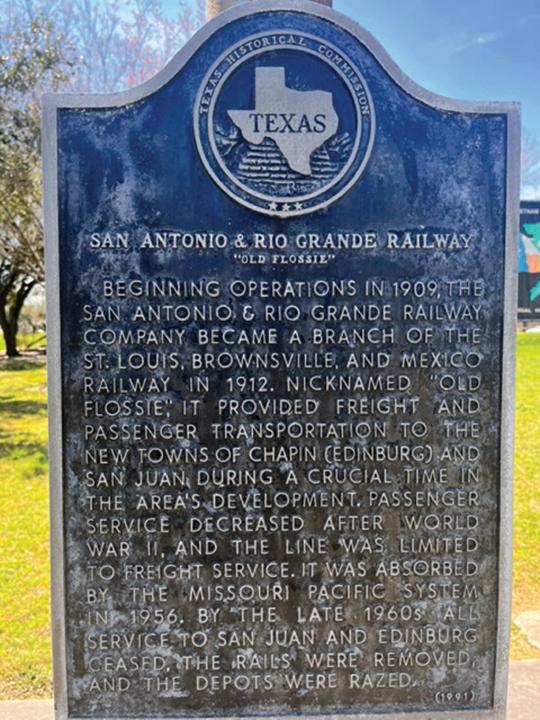 TEXAS HISTORICAL COMMISSION
TEXAS
SAN ANTONIO & RIO GRANDE RAILWAY
"OLD FLOSSIE"
BEGINNING OPERATIONS IN 1909, THE
SAN ANTONIO & RIO GRANDE RAILWAY
COMPANY BECAME A BRANCH OF THE
ST. LOUIS, BROWNSVILLE, AND MEXICO
RAILWAY IN 1912. NICKNAMED "OLD
FLOSSIE", IT PROVIDED FREIGHT AND
PASSENGER TRANSPORTATION TO THE
NEW TOWNS OF CHAPIN (EDINBURG) AND
SAN JUAN DURING A CRUCIAL TIME IN
THE AREA'S DEVELOPMENT. PASSENGER
SERVICE DECREASED AFTER WORLD
WAR II, AND THE LINE WAS LIMITED
TO FREIGHT SERVICE. IT WAS ABSORBED
BY THE MISSOURI PACIFIC SYSTEM
IN 1956. BY THE LATE 1960s ALL
SERVICE TO SAN JUAN AND EDINBURG
CEASED, THE RAILS WERE REMOVED,
AND THE DEPOTS WERE RAZED.
(1991)